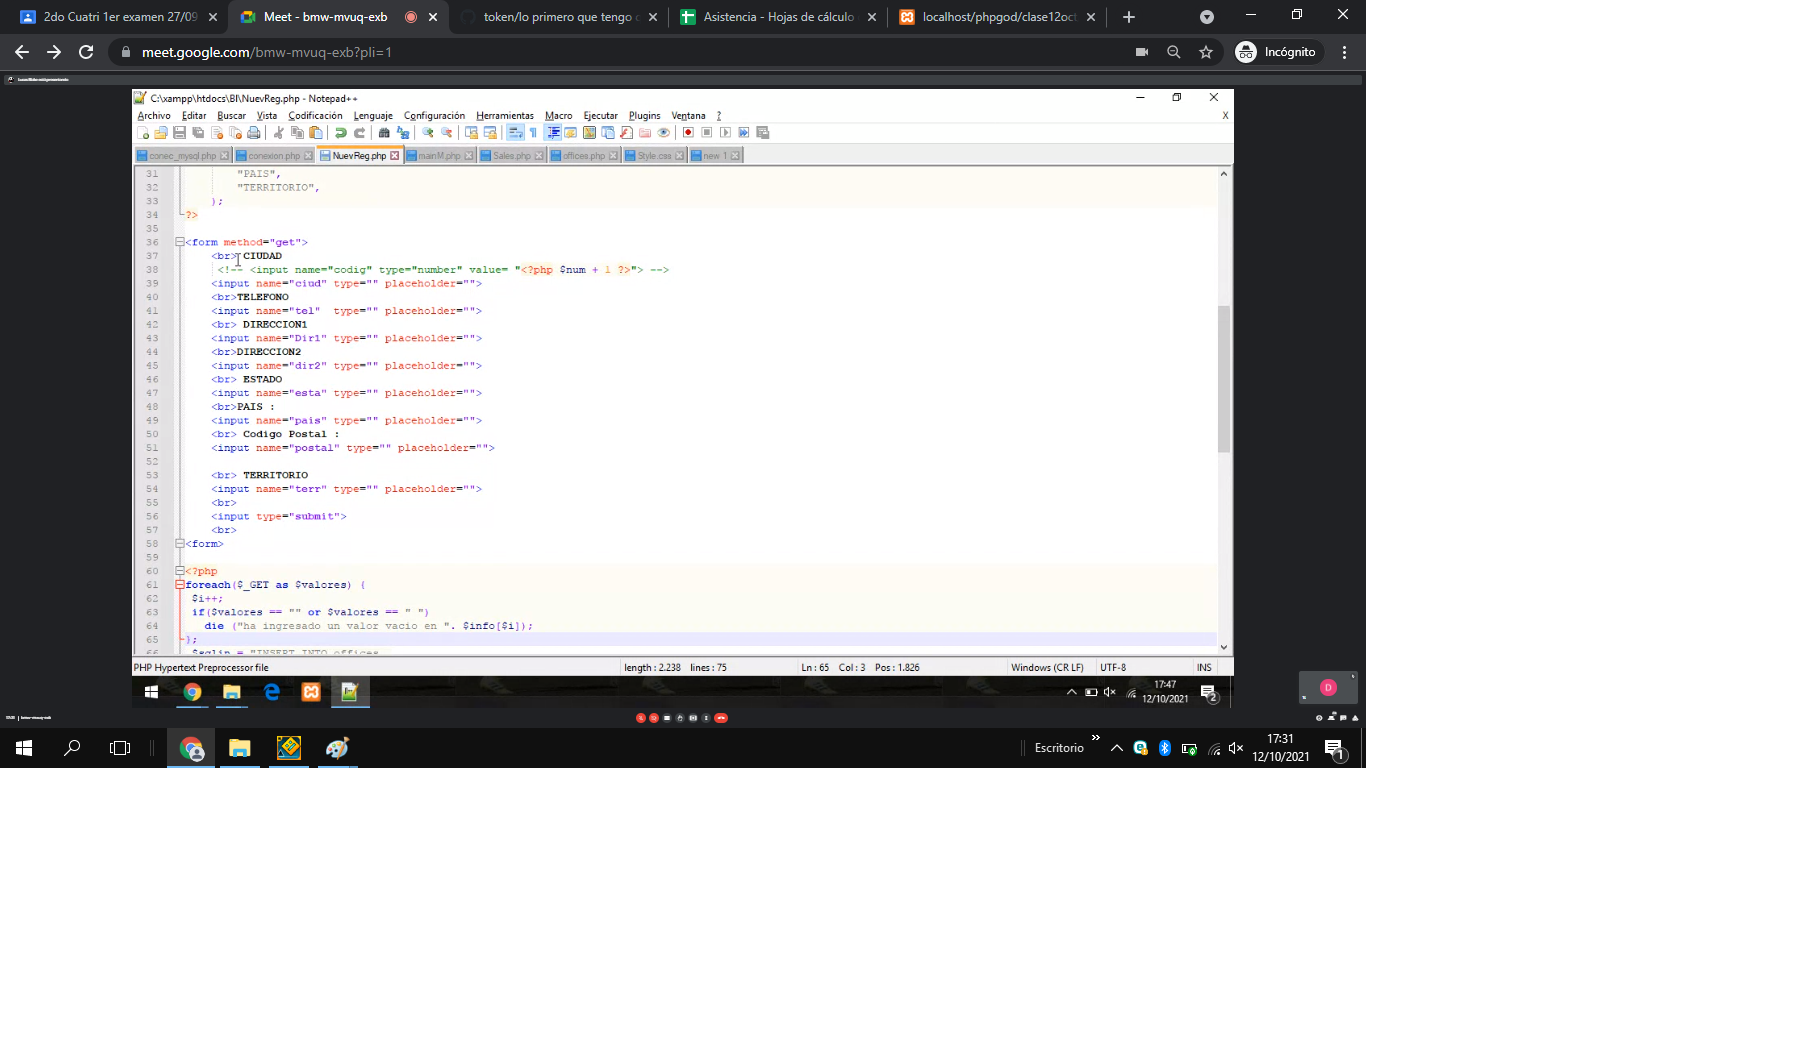 2do Cuatri 1er examen 27/09
Meet - bmw-mvuq-exb
token/lo primero que tengo
Asistencia - Hojas de cálculo
localhost/phpgod/clase12oct
meet.google.com/bmw-mvuq-exb?pli=1
Incógnito
C:\xampp\htdocs\BI\NuevReg.php - Notepad++
Archivo Editar Buscar Vista Codificación Lenguaje Configuración Herramientas Macro Ejecutar Plugins Ventana ? X
conec_mysql.php conexion.php NuevReg.php mainM.php Sales.php offices.php Style.css new 1
31 "PAIS",
32 "TERRITORIO",
33 );
34 ?>
35
36 <form method="get">
37 <br> CIUDAD
38 <!-- <input name="codig" type="number" value= "<?php $num + 1 ?>"> -->
39 <input name="ciud" type="" placeholder="">
40 <br>TELEFONO
41 <input name="tel"  type="" placeholder="">
42 <br> DIRECCION1
43 <input name="Dir1" type="" placeholder="">
44 <br>DIRECCION2
45 <input name="dir2" type="" placeholder="">
46 <br> ESTADO
47 <input name="esta" type="" placeholder="">
48 <br>PAIS :
49 <input name="pais" type="" placeholder="">
50 <br> Codigo Postal :
51 <input name="postal" type="" placeholder="">
52
53 <br> TERRITORIO
54 <input name="terr" type="" placeholder="">
55 <br>
56 <input type="submit">
57 <br>
58 <form>
59
60 <?php
61 foreach($_GET as $valores) {
62 $i++;
63 if($valores == "" or $valores == " ")
64 die ("ha ingresado un valor vacio en ". $info[$i]);
65 };
66 $sqlin = "INSERT INTO offices
PHP Hypertext Preprocessor file length : 2.238 lines : 75 Ln : 65 Col : 3 Pos : 1.826 Windows (CR LF) UTF-8 INS
17:47
12/10/2021
2
D
Escritorio
17:31
12/10/2021
1